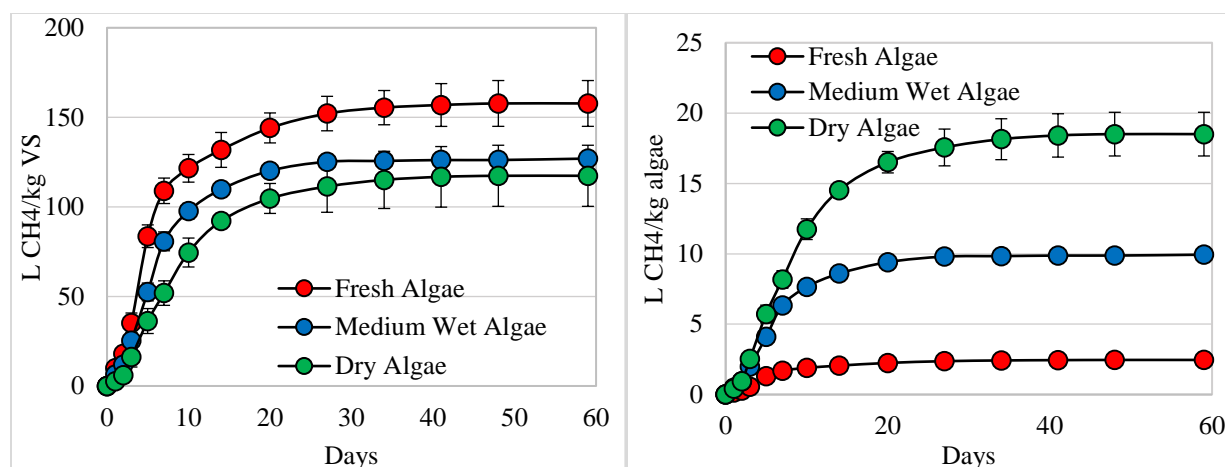 200
150
100
50
0
L CH4/kg VS
Fresh Algae
Medium Wet Algae
Dry Algae
0 10 20 30 40 50 60
Days
25
20
15
10
5
0
L CH4/kg algae
Fresh Algae
Medium Wet Algae
Dry Algae
0 20 40 60
Days